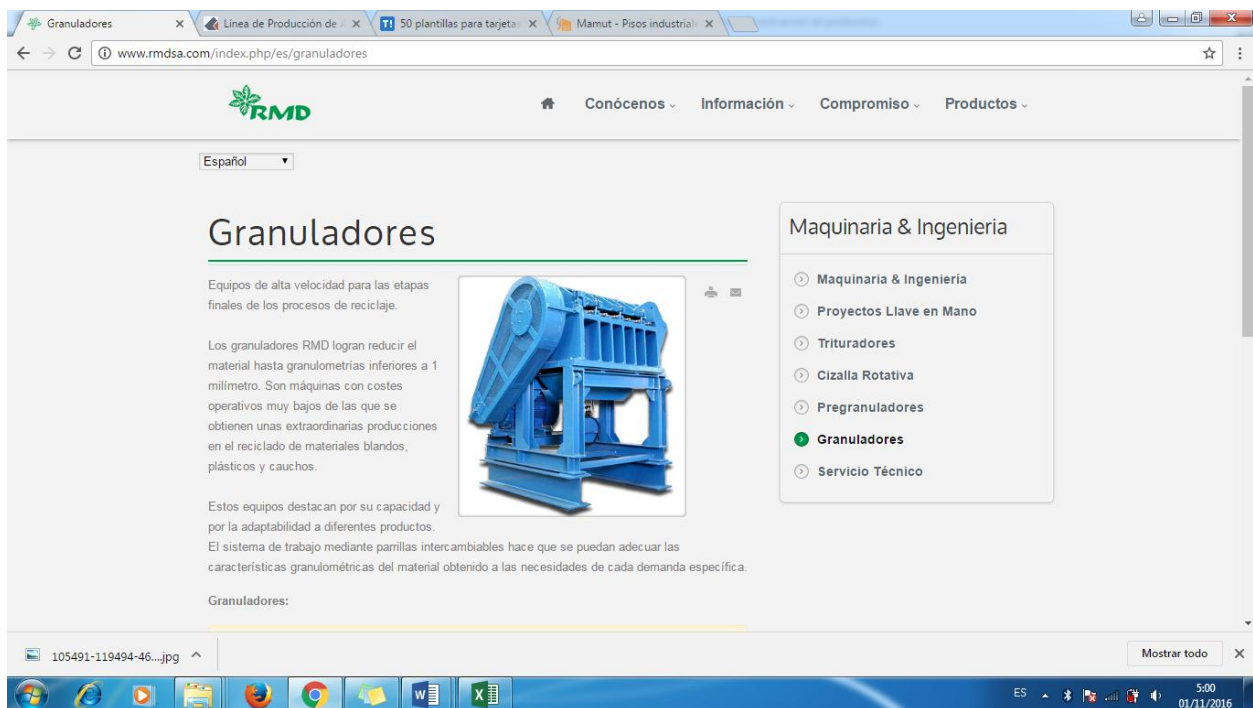 Granuladores
Línea de Producción de
50 plantillas para tarjetas
Mamut - Pisos industrial
www.rmdsa.com/index.php/es/granuladores
RMD
Conócenos
Información
Compromiso
Productos
Español
Granuladores
Equipos de alta velocidad para las etapas
finales de los procesos de reciclaje.
Los granuladores RMD logran reducir el
material hasta granulometrías inferiores a 1
milímetro. Son máquinas con costes
operativos muy bajos de las que se
obtienen unas extraordinarias producciones
en el reciclado de materiales blandos,
plásticos y cauchos.
Estos equipos destacan por su capacidad y
por la adaptabilidad a diferentes productos.
El sistema de trabajo mediante parrillas intercambiables hace que se puedan adecuar las
características granulométricas del material obtenido a las necesidades de cada demanda específica.
Granuladores:
Maquinaria & Ingenieria
Maquinaria & Ingeniería
Proyectos Llave en Mano
Trituradores
Cizalla Rotativa
Pregranuladores
Granuladores
Servicio Técnico
105491-119494-46....jpg
Mostrar todo
ES
5:00
01/11/2016